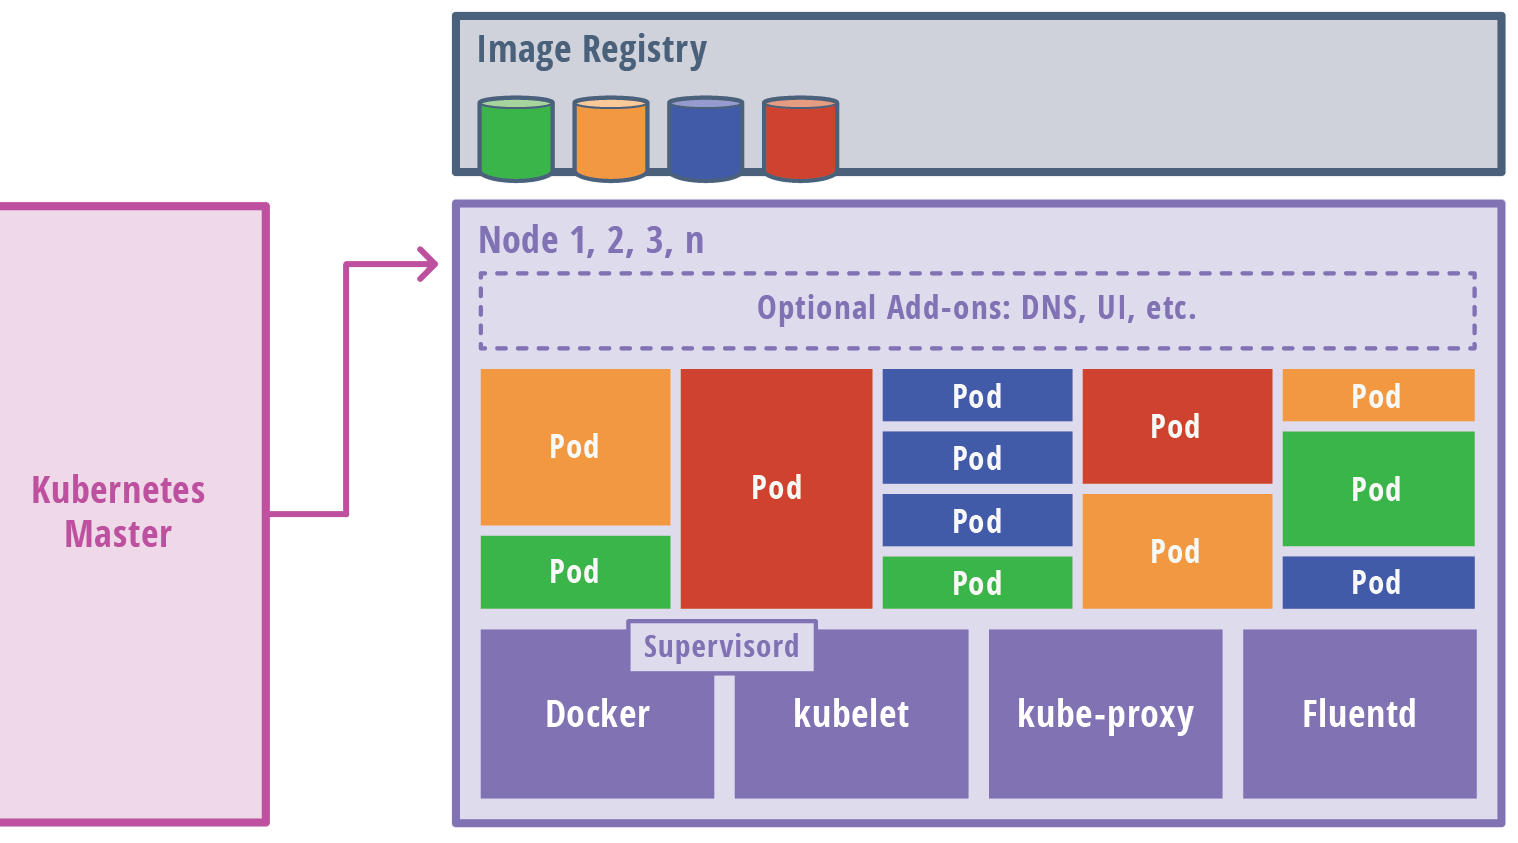 Image Registry
Kubernetes
Master
Node 1, 2, 3, n
Optional Add-ons: DNS, UI, etc.
Pod
Pod
Pod
Pod
Pod
Pod
Pod
Pod
Pod
Pod
Pod
Pod
Supervisord
Docker
kubelet
kube-proxy
Fluentd